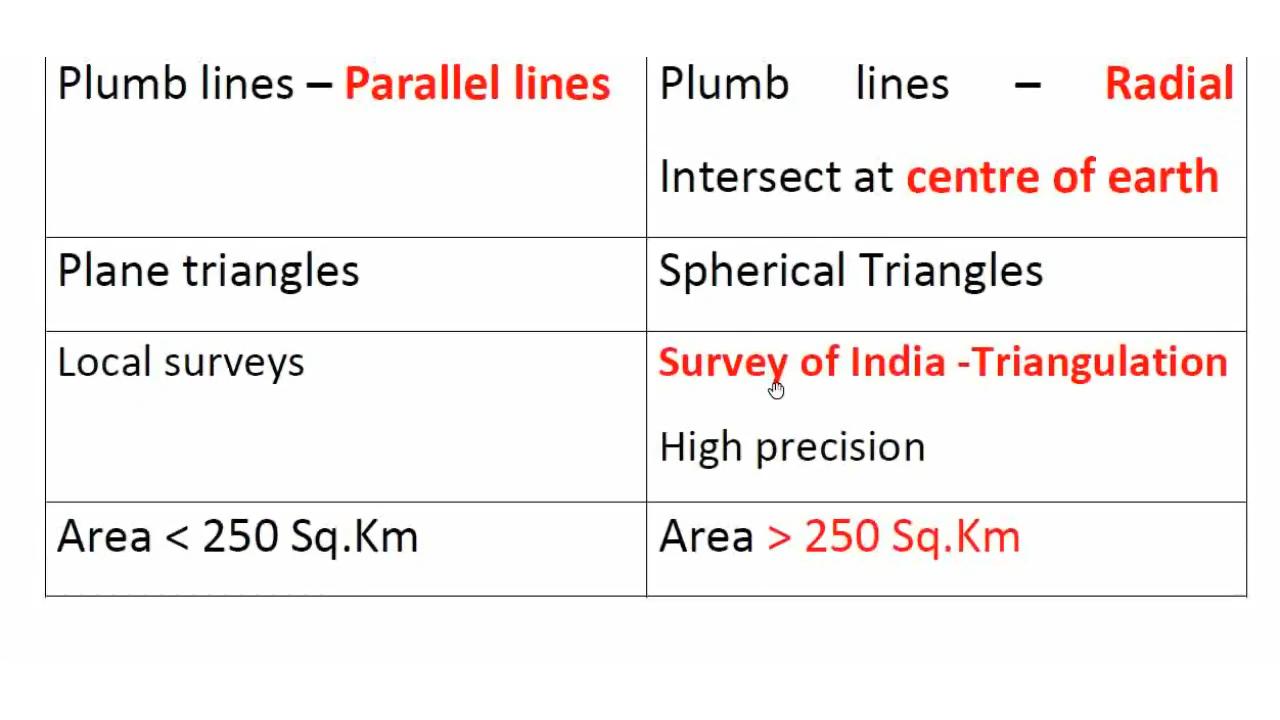 Plumb lines – Parallel lines
Plumb lines – Radial
Intersect at centre of earth
Plane triangles
Spherical Triangles
Local surveys
Survey of India -Triangulation
High precision
Area < 250 Sq.Km
Area > 250 Sq.Km